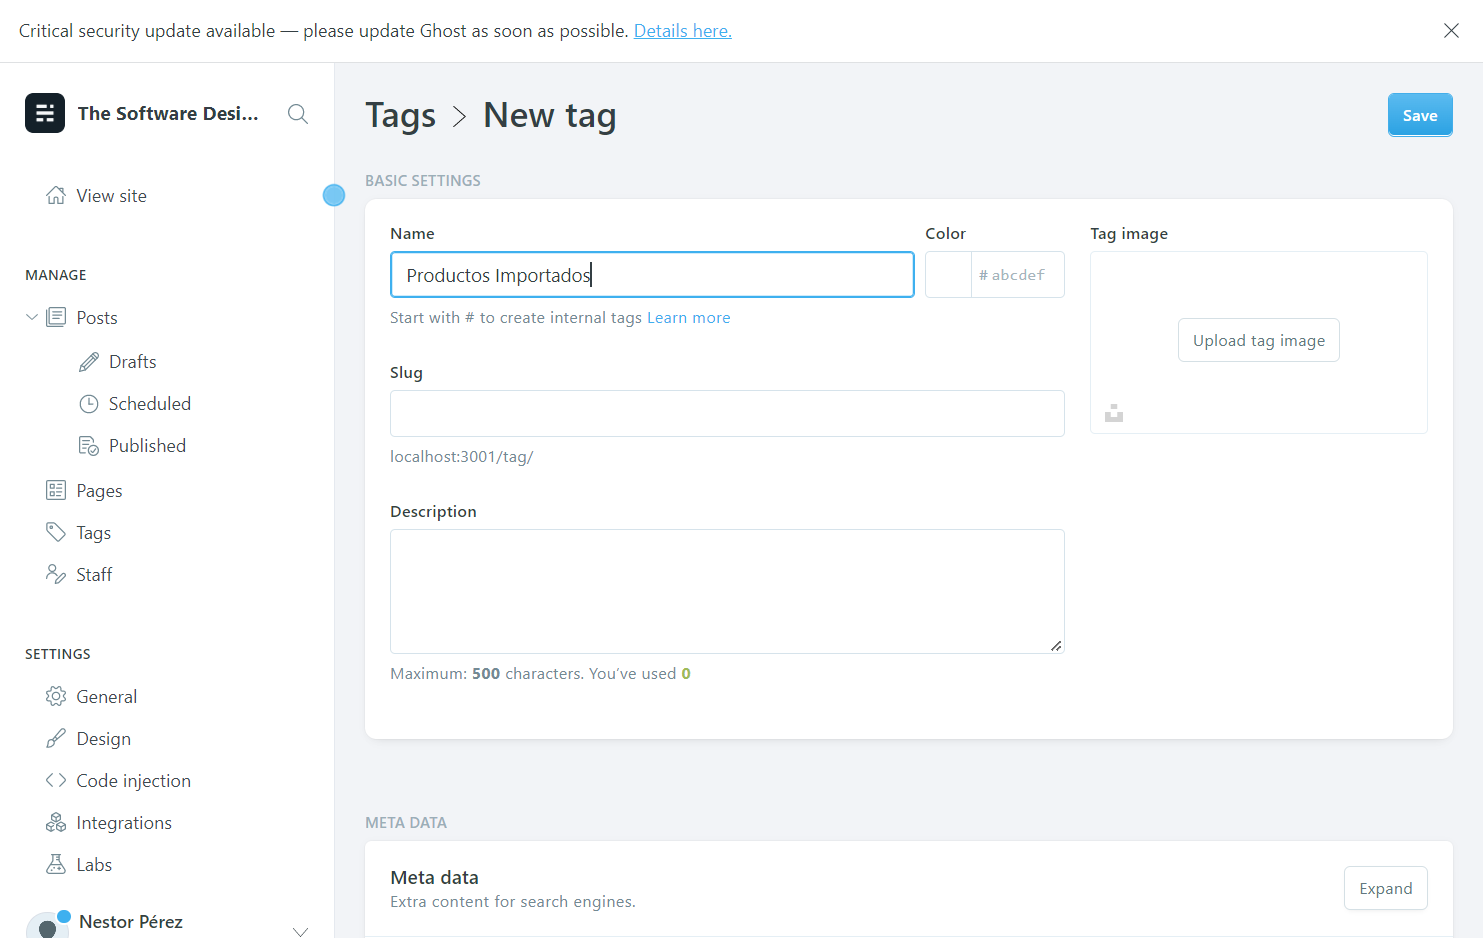 Critical security update available — please update Ghost as soon as possible. Details here.
The Software Desi...
View site
MANAGE
Posts
Drafts
Scheduled
Published
Pages
Tags
Staff
SETTINGS
General
Design
Code injection
Integrations
Labs
Nestor Pérez
Tags > New tag
Save
BASIC SETTINGS
Name
Productos Importados
Start with # to create internal tags Learn more
Color
# abcdef
Slug
localhost:3001/tag/
Description
Maximum: 500 characters. You’ve used 0
Tag image
Upload tag image
META DATA
Meta data
Extra content for search engines.
Expand